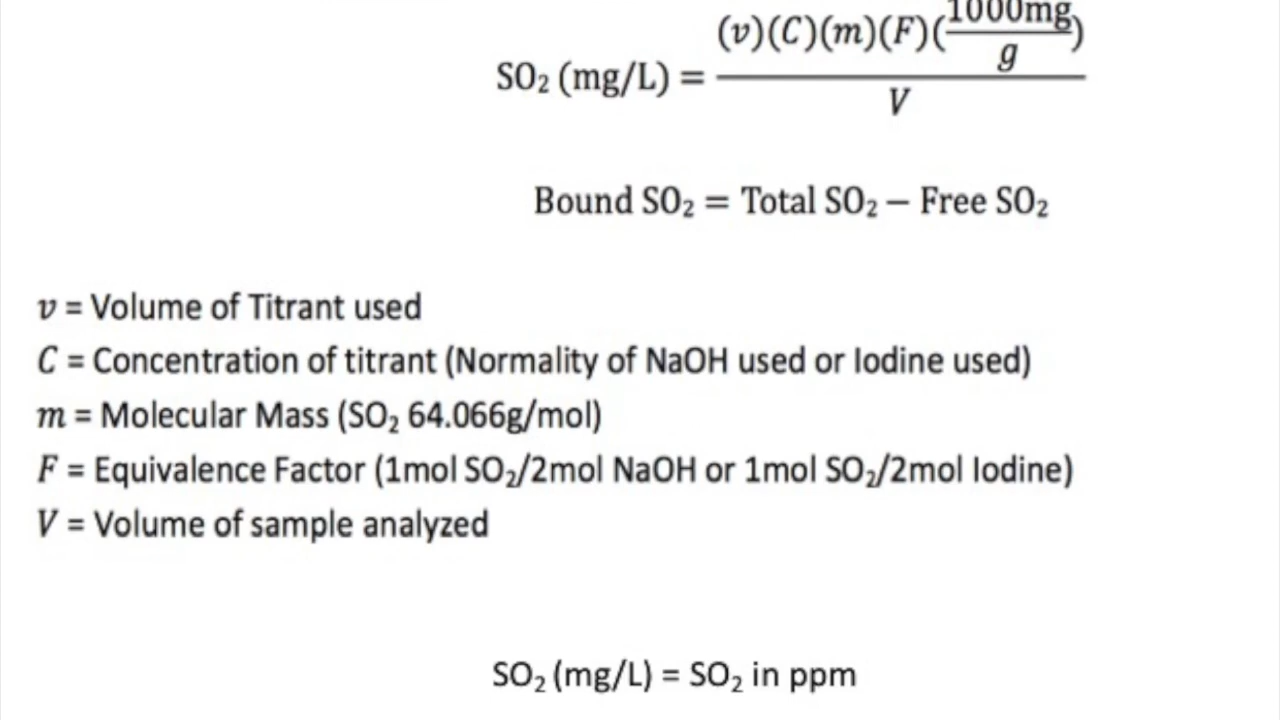 SO₂ (mg/L) = (v)(C)(m)(F)(1000mg/g) / V
Bound SO₂ = Total SO₂ – Free SO₂
v = Volume of Titrant used
C = Concentration of titrant (Normality of NaOH used or Iodine used)
m = Molecular Mass (SO₂ 64.066g/mol)
F = Equivalence Factor (1mol SO₂/2mol NaOH or 1mol SO₂/2mol Iodine)
V = Volume of sample analyzed
SO₂ (mg/L) = SO₂ in ppm